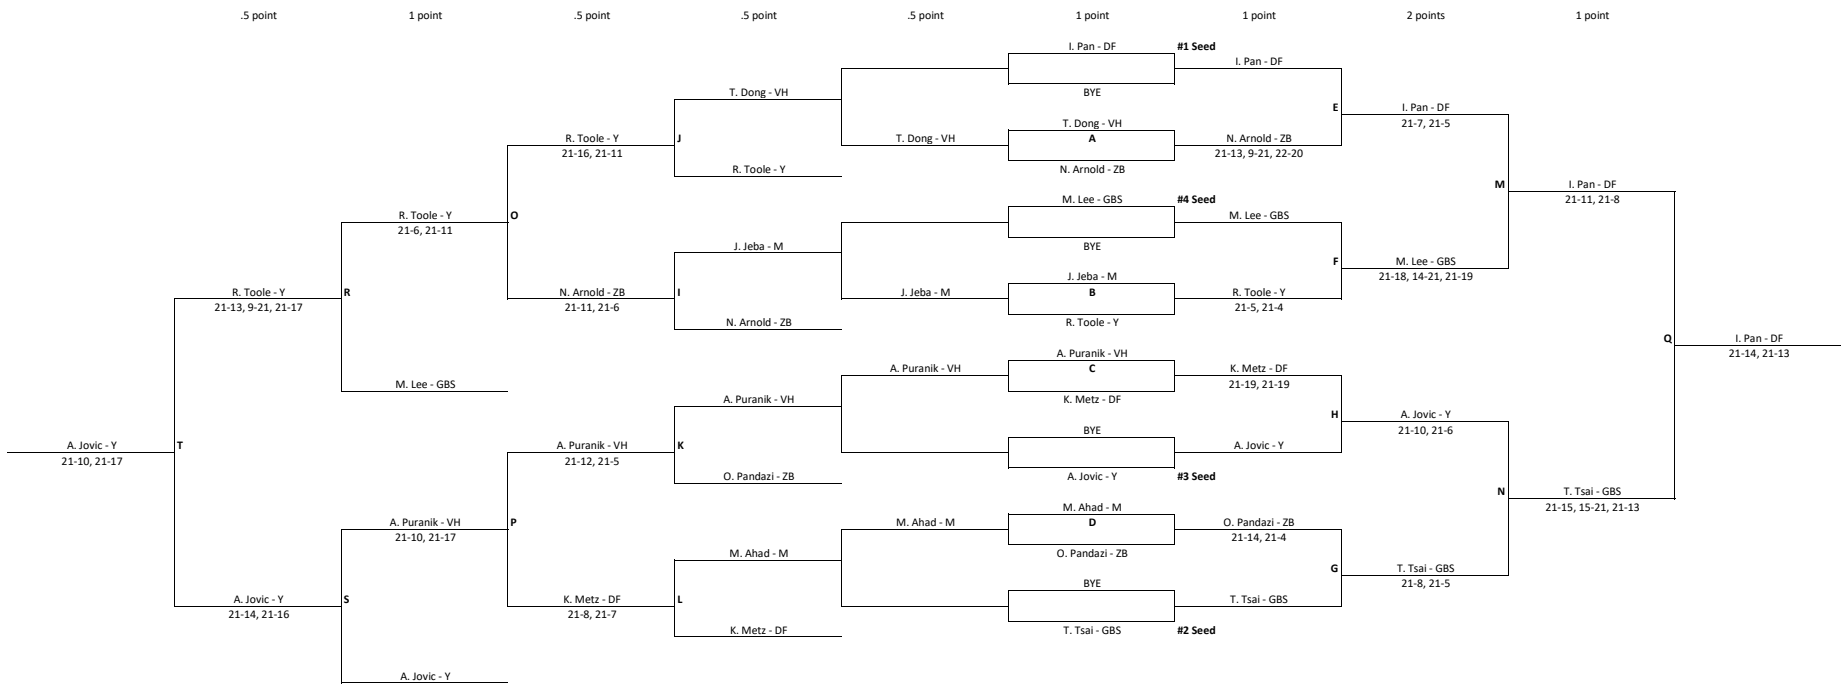 .5 point 1 point .5 point .5 point .5 point 1 point 1 point 2 points 1 point
I. Pan - DF #1 Seed
I. Pan - DF
T. Dong - VH BYE
E I. Pan - DF
21-7, 21-5
T. Dong - VH
R. Toole - Y J T. Dong - VH A N. Arnold - ZB
21-16, 21-11 21-13, 9-21, 22-20
R. Toole - Y N. Arnold - ZB
M I. Pan - DF
21-11, 21-8
M. Lee - GBS #4 Seed
R. Toole - Y O M. Lee - GBS
21-6, 21-11
J. Jeba - M BYE
F M. Lee - GBS
21-18, 14-21, 21-19
J. Jeba - M
R. Toole - Y R N. Arnold - ZB I J. Jeba - M B R. Toole - Y
21-13, 9-21, 21-17 21-11, 21-6 21-5, 21-4
N. Arnold - ZB R. Toole - Y
Q I. Pan - DF
21-14, 21-13
A. Puranik - VH
A. Puranik - VH C K. Metz - DF
21-19, 21-19
M. Lee - GBS
A. Puranik - VH K. Metz - DF
H A. Jovic - Y
21-10, 21-6
BYE
A. Jovic - Y T A. Puranik - VH K A. Jovic - Y
21-10, 21-17 21-12, 21-5
O. Pandazi - ZB A. Jovic - Y #3 Seed
N T. Tsai - GBS
21-15, 15-21, 21-13
M. Ahad - M
A. Puranik - VH P M. Ahad - M D O. Pandazi - ZB
21-10, 21-17 21-14, 21-4
M. Ahad - M O. Pandazi - ZB
G T. Tsai - GBS
21-8, 21-5
BYE
A. Jovic - Y S K. Metz - DF L T. Tsai - GBS
21-14, 21-16 21-8, 21-7
K. Metz - DF T. Tsai - GBS #2 Seed
A. Jovic - Y